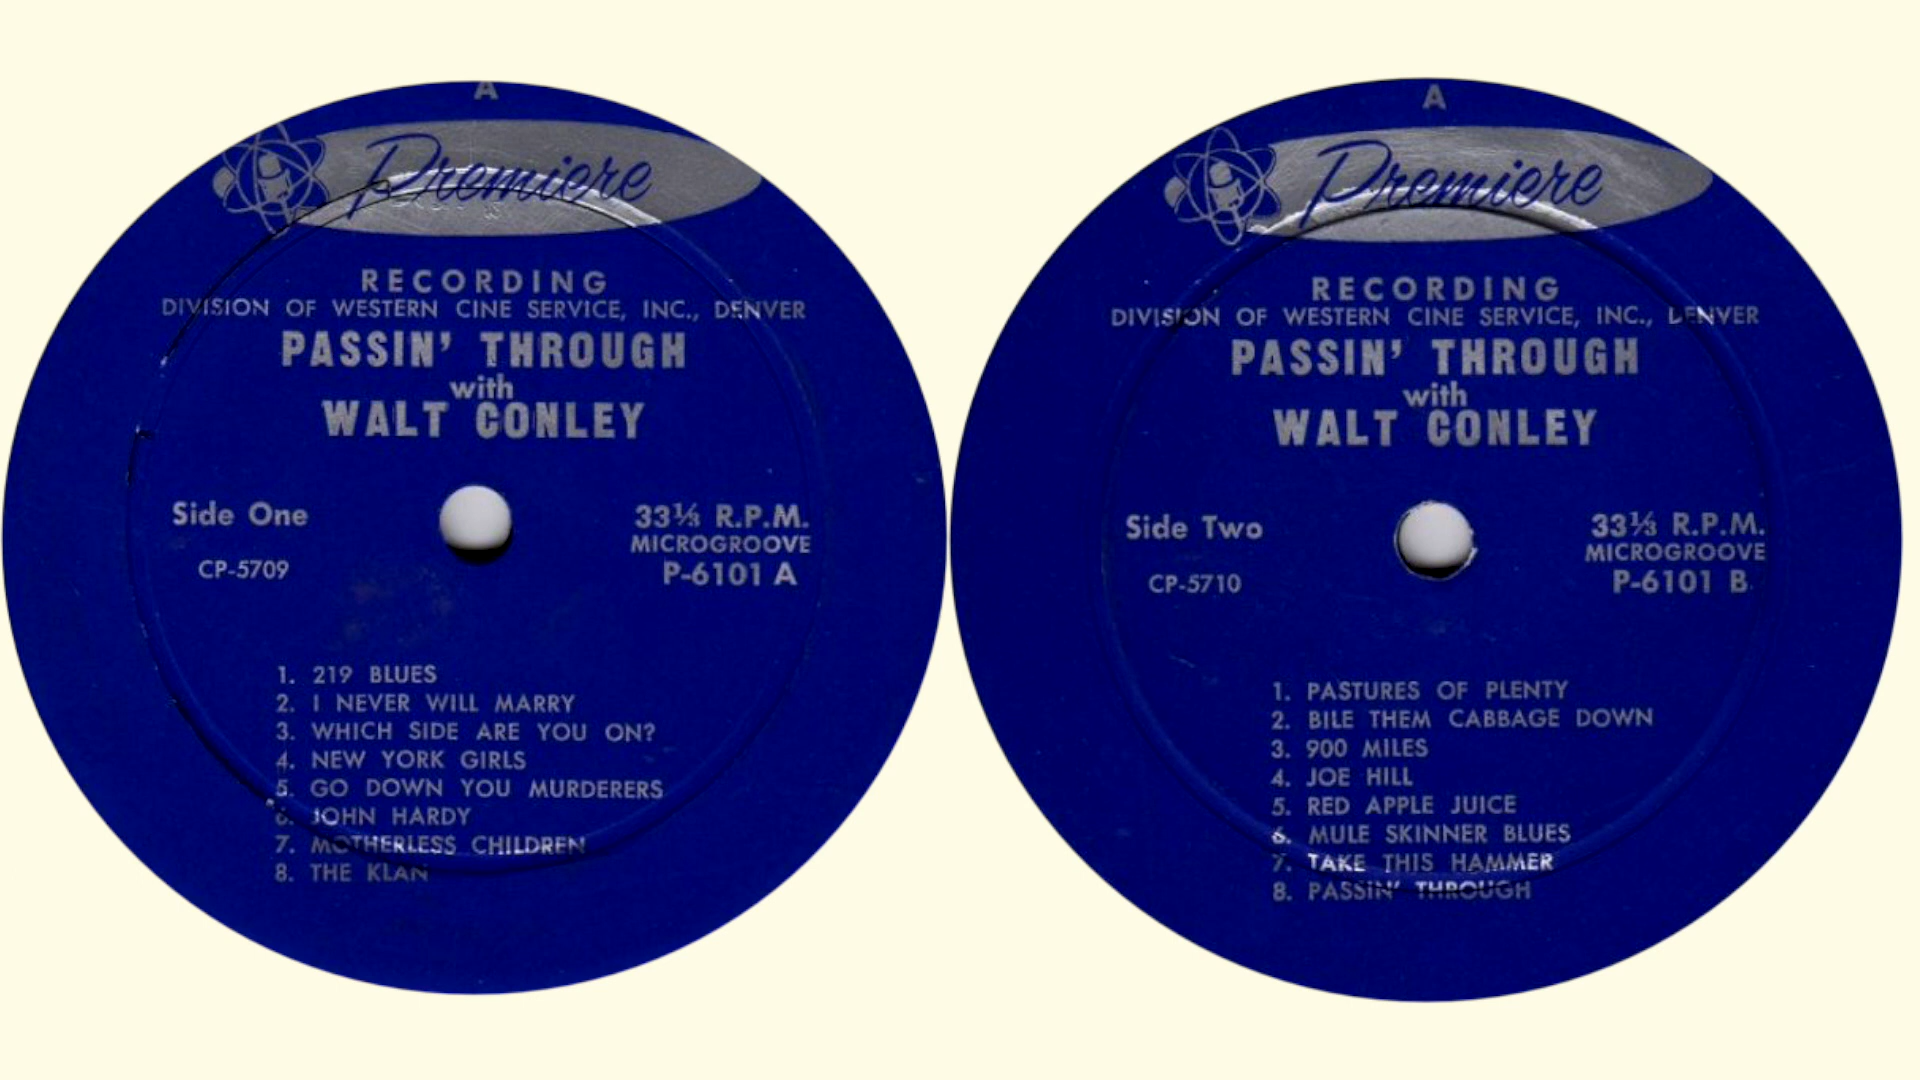 A
Premiere
RECORDING
DIVISION OF WESTERN CINE SERVICE, INC., DENVER
PASSIN' THROUGH
with
WALT CONLEY
Side One
CP-5709
33⅓ R.P.M.
MICROGROOVE
P-6101 A
1. 219 BLUES
2. I NEVER WILL MARRY
3. WHICH SIDE ARE YOU ON?
4. NEW YORK GIRLS
5. GO DOWN YOU MURDERERS
6. JOHN HARDY
7. MOTHERLESS CHILDREN
8. THE KLAN
A
Premiere
RECORDING
DIVISION OF WESTERN CINE SERVICE, INC., DENVER
PASSIN' THROUGH
with
WALT CONLEY
Side Two
CP-5710
33⅓ R.P.M.
MICROGROOVE
P-6101 B
1. PASTURES OF PLENTY
2. BILE THEM CABBAGE DOWN
3. 900 MILES
4. JOE HILL
5. RED APPLE JUICE
6. MULE SKINNER BLUES
7. TAKE THIS HAMMER
8. PASSIN' THROUGH